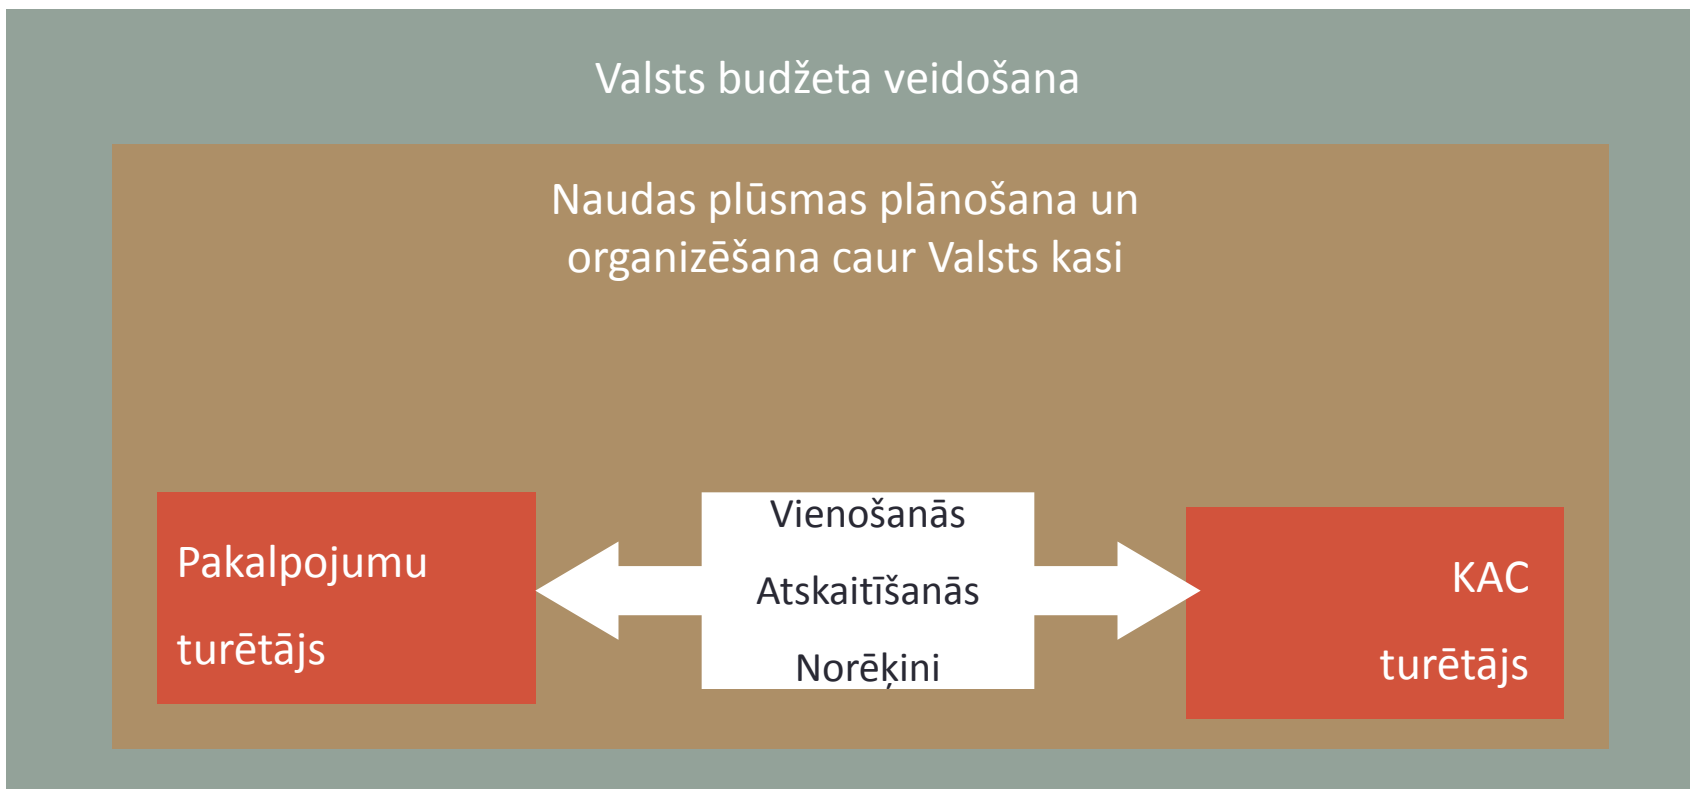 Valsts budžeta veidošana
Naudas plūsmas plānošana un
organizēšana caur Valsts kasi
Pakalpojumu
turētājs
Vienošanās
Atskaitīšanās
Norēķini
KAC
turētājs